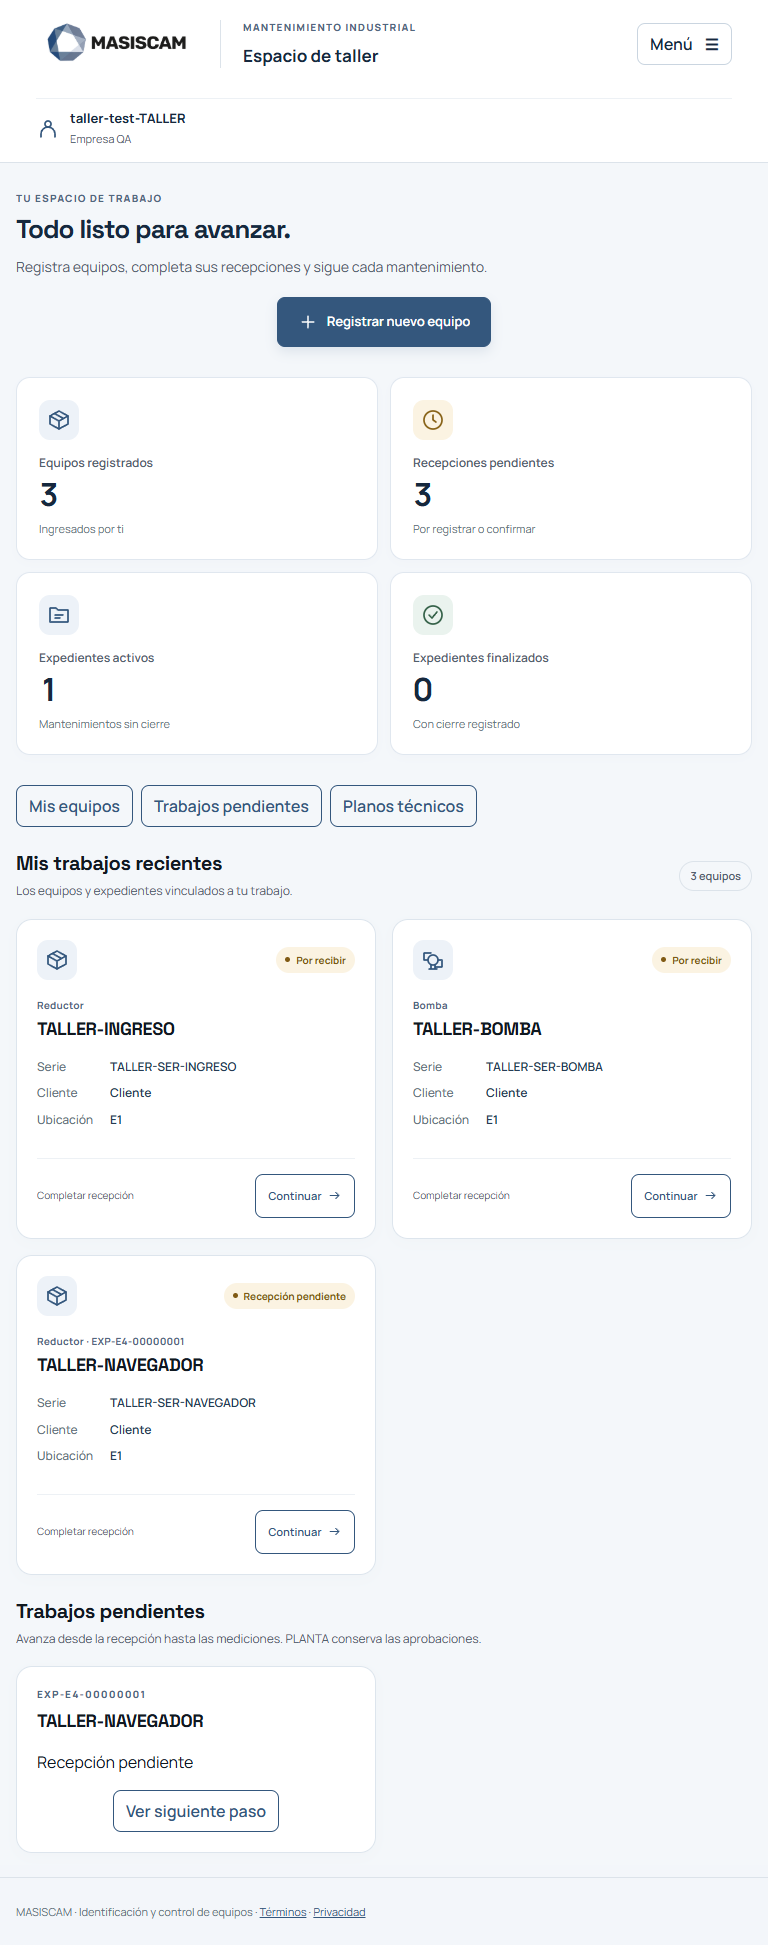 MASISCAM
MANTENIMIENTO INDUSTRIAL
Espacio de taller
Menú
taller-test-TALLER
Empresa QA
TU ESPACIO DE TRABAJO
Todo listo para avanzar.
Registra equipos, completa sus recepciones y sigue cada mantenimiento.
Registrar nuevo equipo
Equipos registrados
3
Ingresados por ti
Recepciones pendientes
3
Por registrar o confirmar
Expedientes activos
1
Mantenimientos sin cierre
Expedientes finalizados
0
Con cierre registrado
Mis equipos
Trabajos pendientes
Planos técnicos
Mis trabajos recientes
Los equipos y expedientes vinculados a tu trabajo.
3 equipos
Por recibir
Reductor
TALLER-INGRESO
Serie TALLER-SER-INGRESO
Cliente Cliente
Ubicación E1
Completar recepción
Continuar →
Por recibir
Bomba
TALLER-BOMBA
Serie TALLER-SER-BOMBA
Cliente Cliente
Ubicación E1
Completar recepción
Continuar →
Recepción pendiente
Reductor · EXP-E4-00000001
TALLER-NAVEGADOR
Serie TALLER-SER-NAVEGADOR
Cliente Cliente
Ubicación E1
Completar recepción
Continuar →
Trabajos pendientes
Avanza desde la recepción hasta las mediciones. PLANTA conserva las aprobaciones.
EXP-E4-00000001
TALLER-NAVEGADOR
Recepción pendiente
Ver siguiente paso
MASISCAM · Identificación y control de equipos · Términos · Privacidad